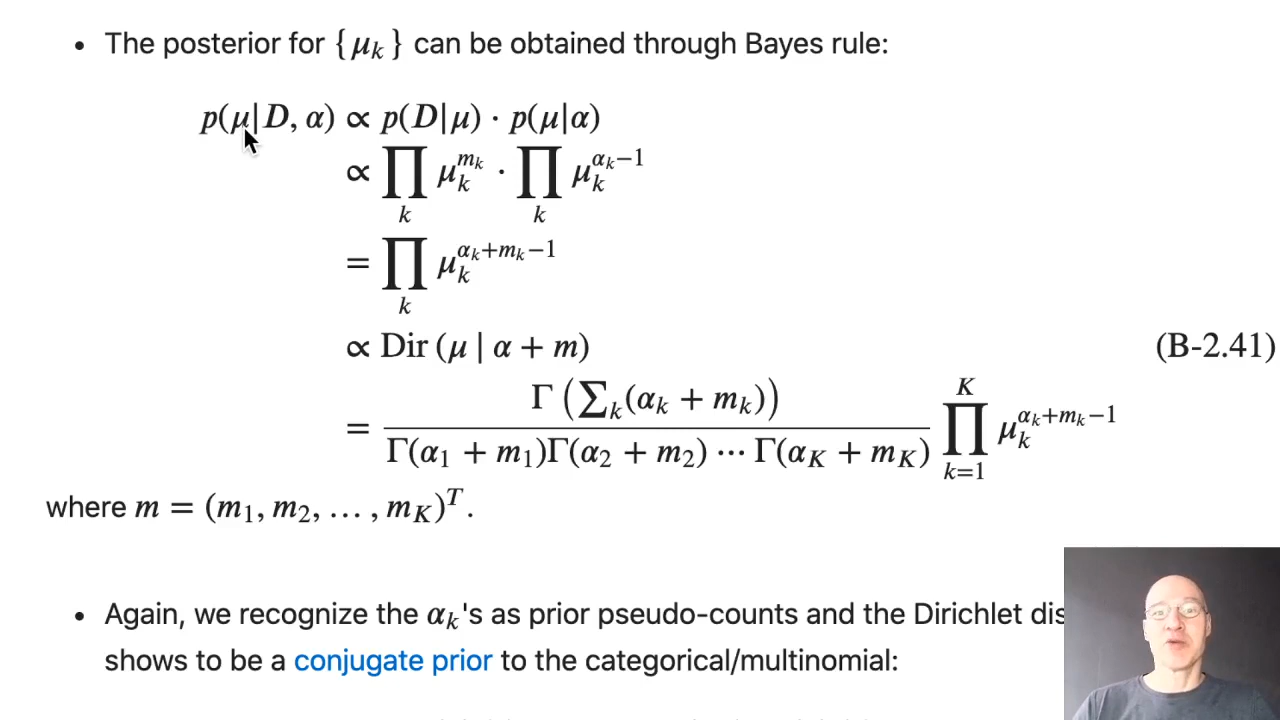 • The posterior for {μ_k} can be obtained through Bayes rule:
p(μ|D, α) ∝ p(D|μ) · p(μ|α)
∝ ∏_k μ_k^{m_k} · ∏_k μ_k^{α_k−1}
= ∏_k μ_k^{α_k+m_k−1}
∝ Dir (μ | α + m) (B-2.41)
= \frac{Γ(∑_k(α_k + m_k))}{Γ(α_1 + m_1)Γ(α_2 + m_2) ⋯ Γ(α_K + m_K)} ∏_{k=1}^{K} μ_k^{α_k+m_k−1}
where m = (m_1, m_2, … , m_K)^T.
• Again, we recognize the α_k's as prior pseudo-counts and the Dirichlet dis
shows to be a conjugate prior to the categorical/multinomial: